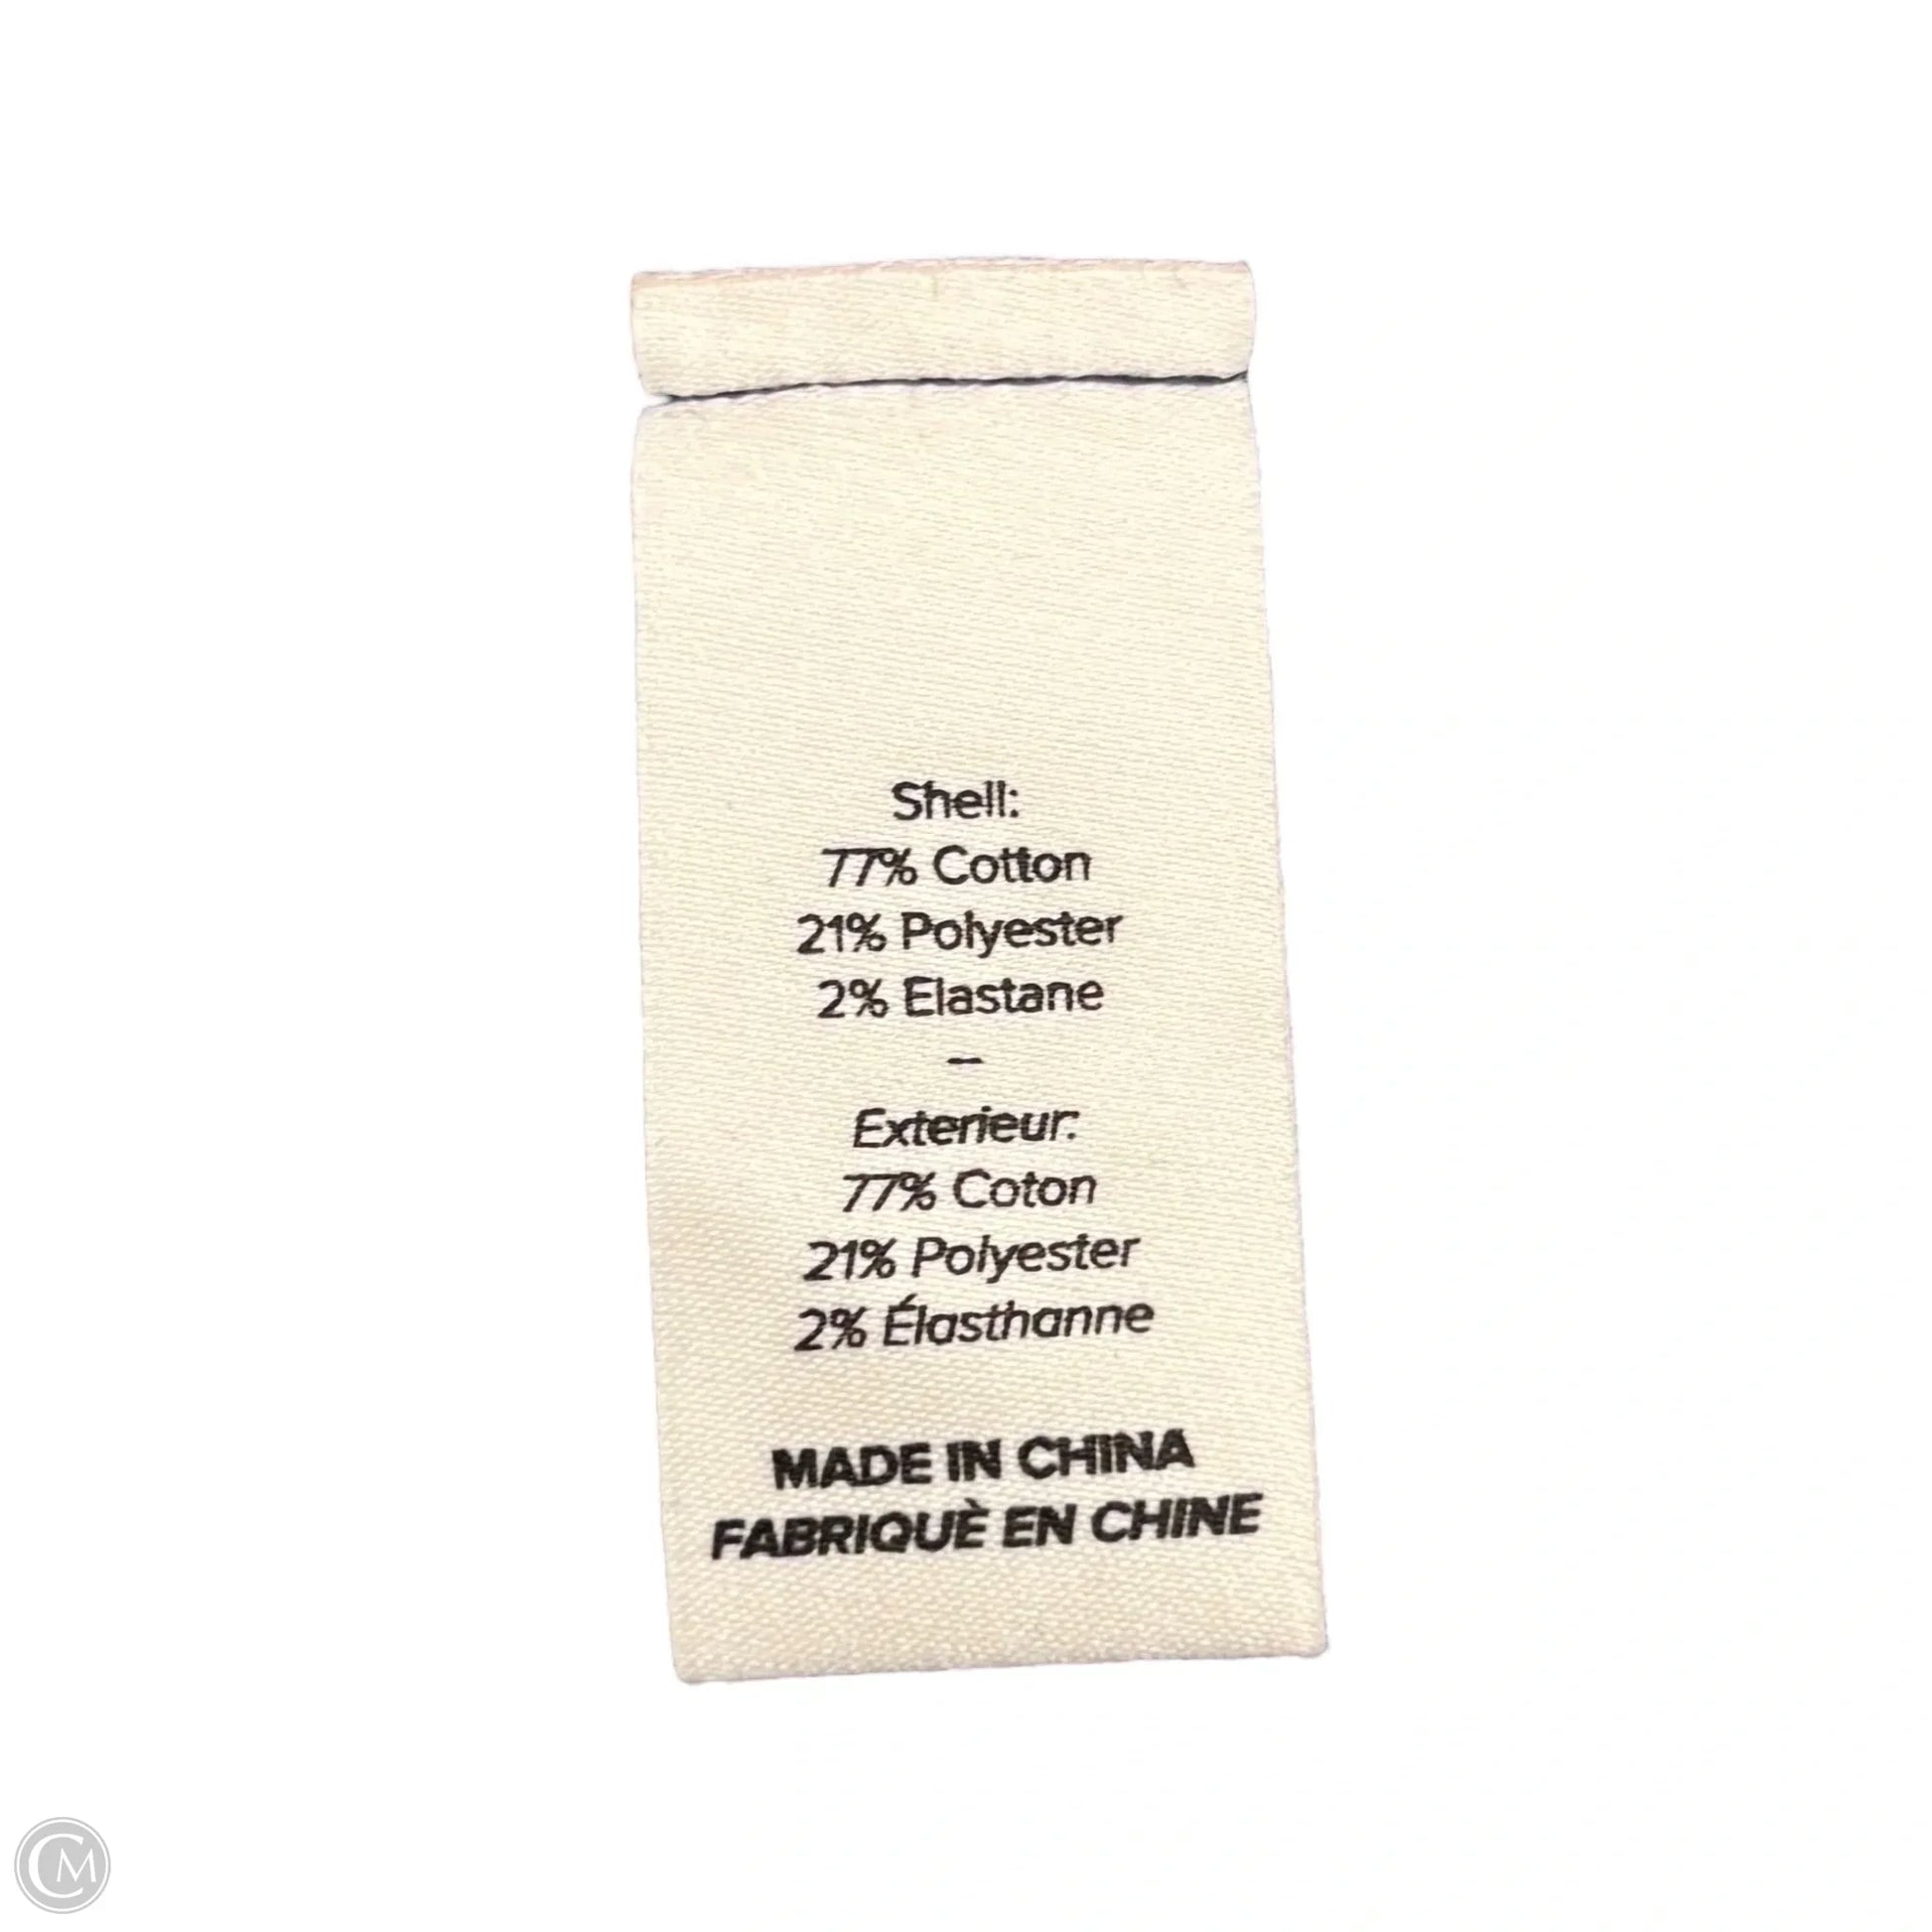 Shell:
77% Cotton
21% Polyester
2% Elastane
–
Exterieur:
77% Coton
21% Polyester
2% Élasthanne
MADE IN CHINA
FABRIQUÈ EN CHINE
CM